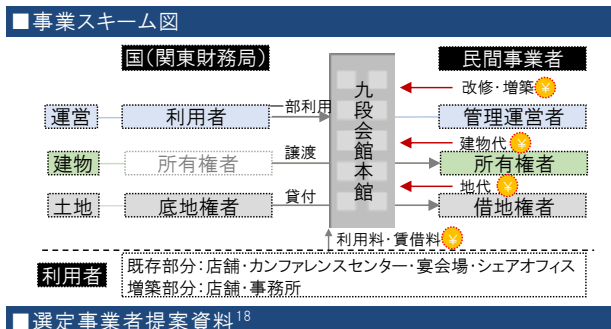 ■事業スキーム図
国(関東財務局)
民間事業者
九段会館本館
改修・増築 ¥
運営 利用者 一部利用 管理運営者
建物代 ¥
建物 所有権者 譲渡 所有権者
地代 ¥
土地 底地権者 貸付 借地権者
利用料・賃借料 ¥
利用者
既存部分:店舗・カンファレンスセンター・宴会場・シェアオフィス
増築部分:店舗・事務所
■選定事業者提案資料18